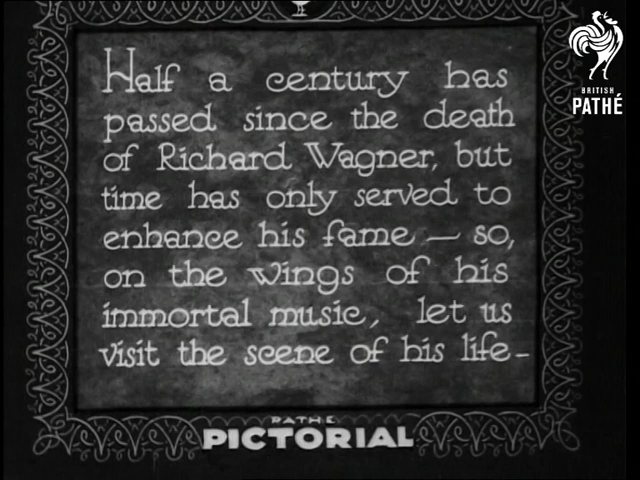 Half a century has
passed since the death
of Richard Wagner, but
time has only served to
enhance his fame — so,
on the wings of his
immortal music, let us
visit the scene of his life–
PATHE
PICTORIAL
BRITISH
PATHÉ